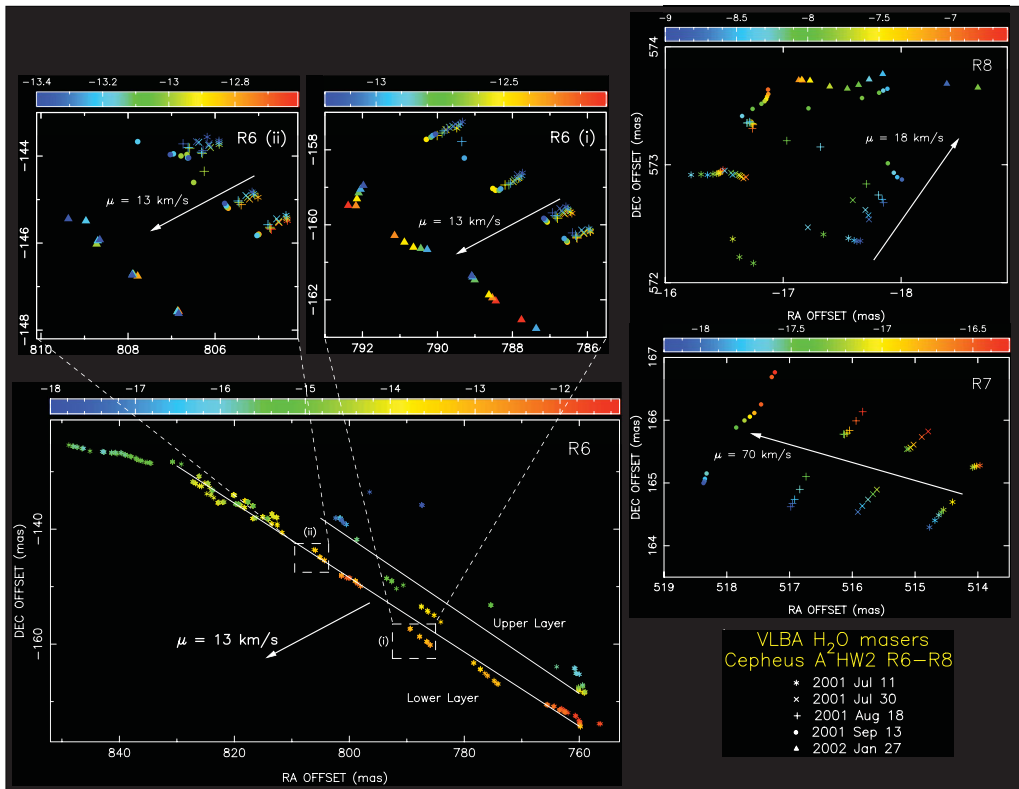 −13.4 −13.2 −13 −12.8
R6 (ii)
μ = 13 km/s
−144
−146
−148
810 808 806
−13 −12.5
R6 (i)
μ = 13 km/s
−158
−160
−162
792 790 788 786
−9 −8.5 −8 −7.5 −7
R8
μ = 18 km/s
574
573
572
DEC OFFSET (mas)
−16 −17 −18
RA OFFSET (mas)
−18 −17.5 −17 −16.5
R7
μ = 70 km/s
167
166
165
164
DEC OFFSET (mas)
519 518 517 516 515 514
RA OFFSET (mas)
−18 −17 −16 −15 −14 −13 −12
R6
(ii)
(i)
μ = 13 km/s
Upper Layer
Lower Layer
−140
−160
DEC OFFSET (mas)
840 820 800 780 760
RA OFFSET (mas)
VLBA H2O masers
Cepheus A HW2 R6−R8
2001 Jul 11
2001 Jul 30
2001 Aug 18
2001 Sep 13
2002 Jan 27